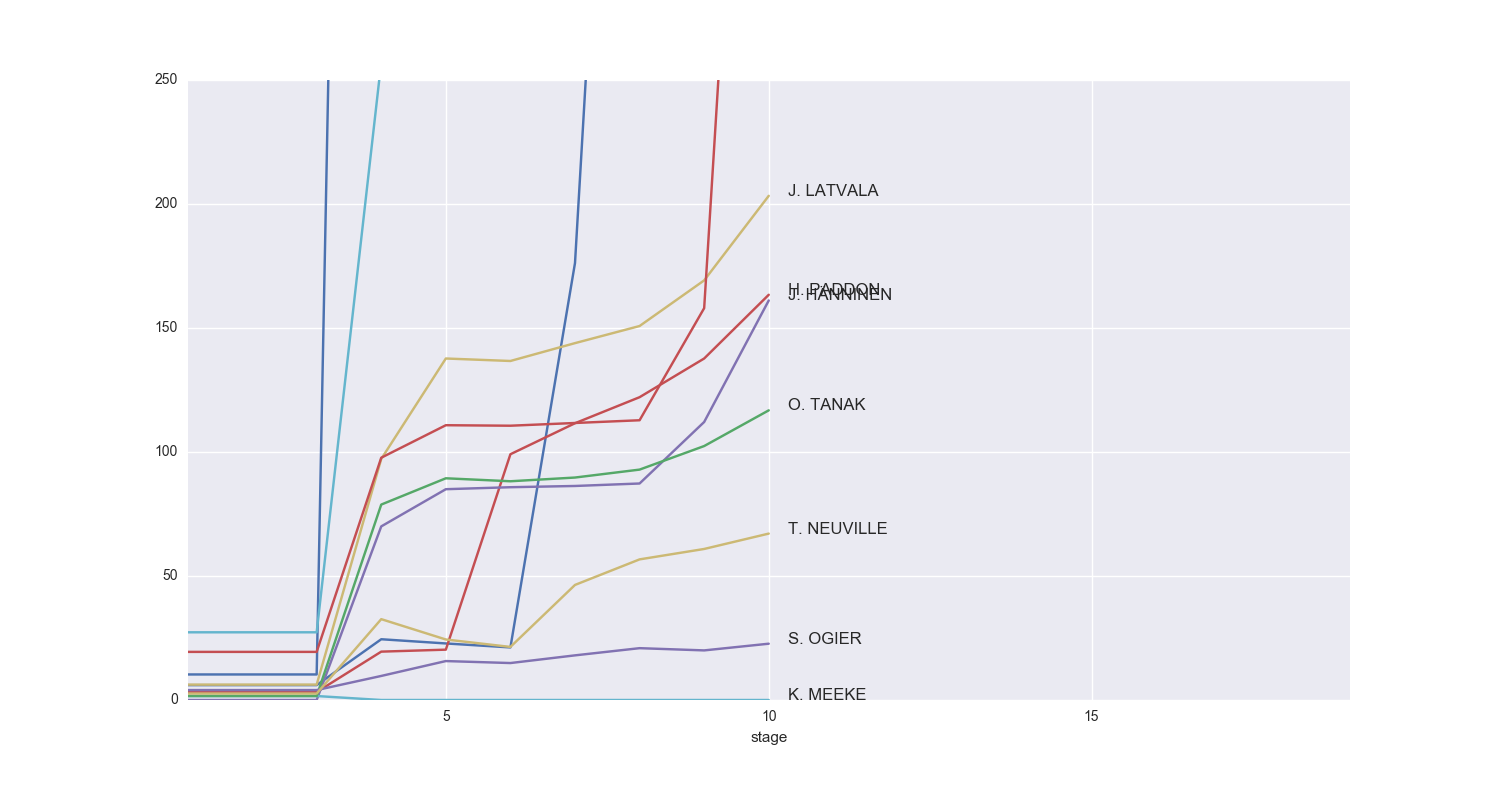 250
200
150
100
50
0
J. LATVALA
H. PADDON
J. HANNINEN
O. TANAK
T. NEUVILLE
S. OGIER
K. MEEKE
5
10
15
stage